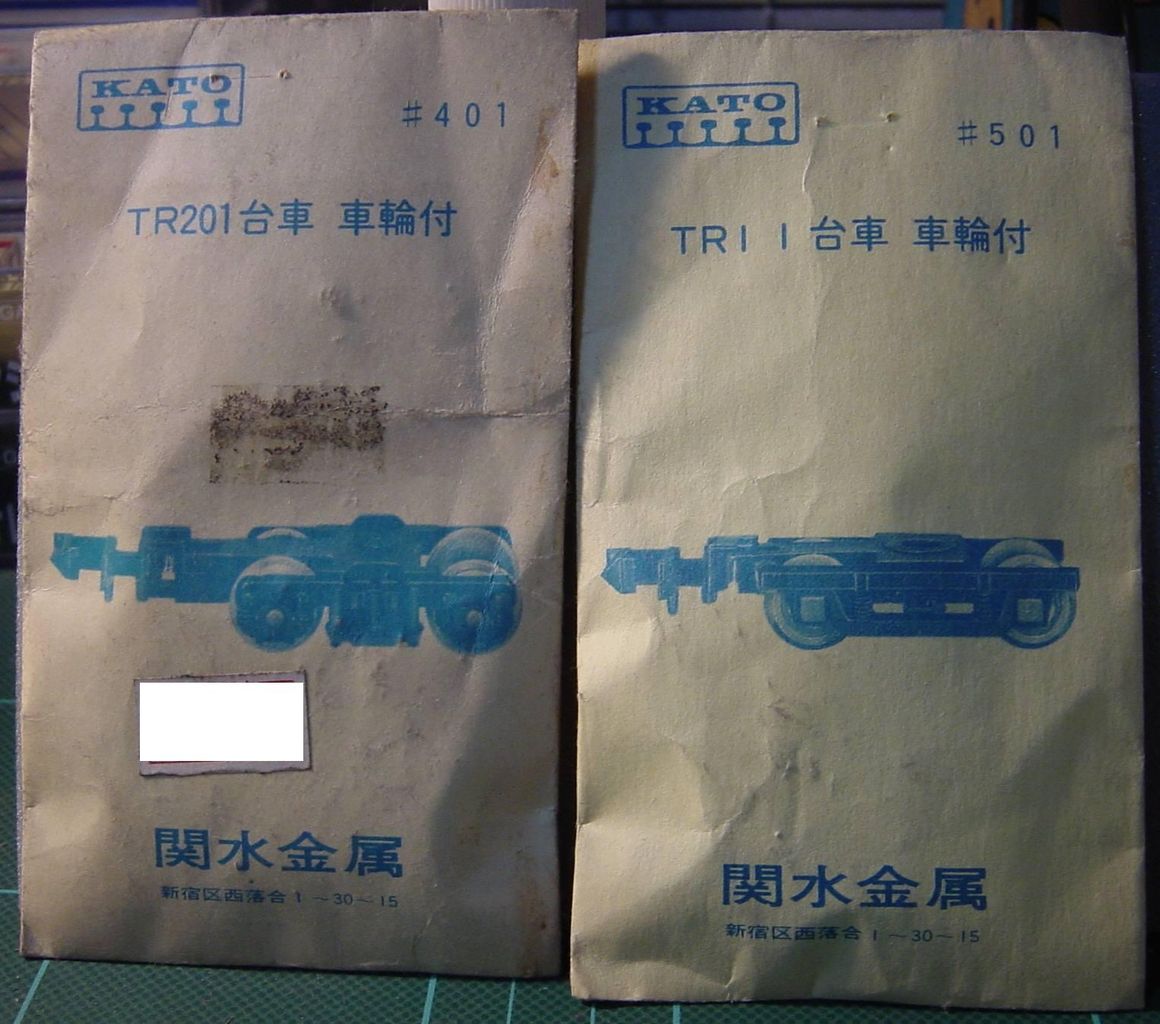 KATO
#401
TR201台車 車輪付
関水金属
新宿区西落合1~30~15
KATO
#501
TR11台車 車輪付
関水金属
新宿区西落合1~30~15